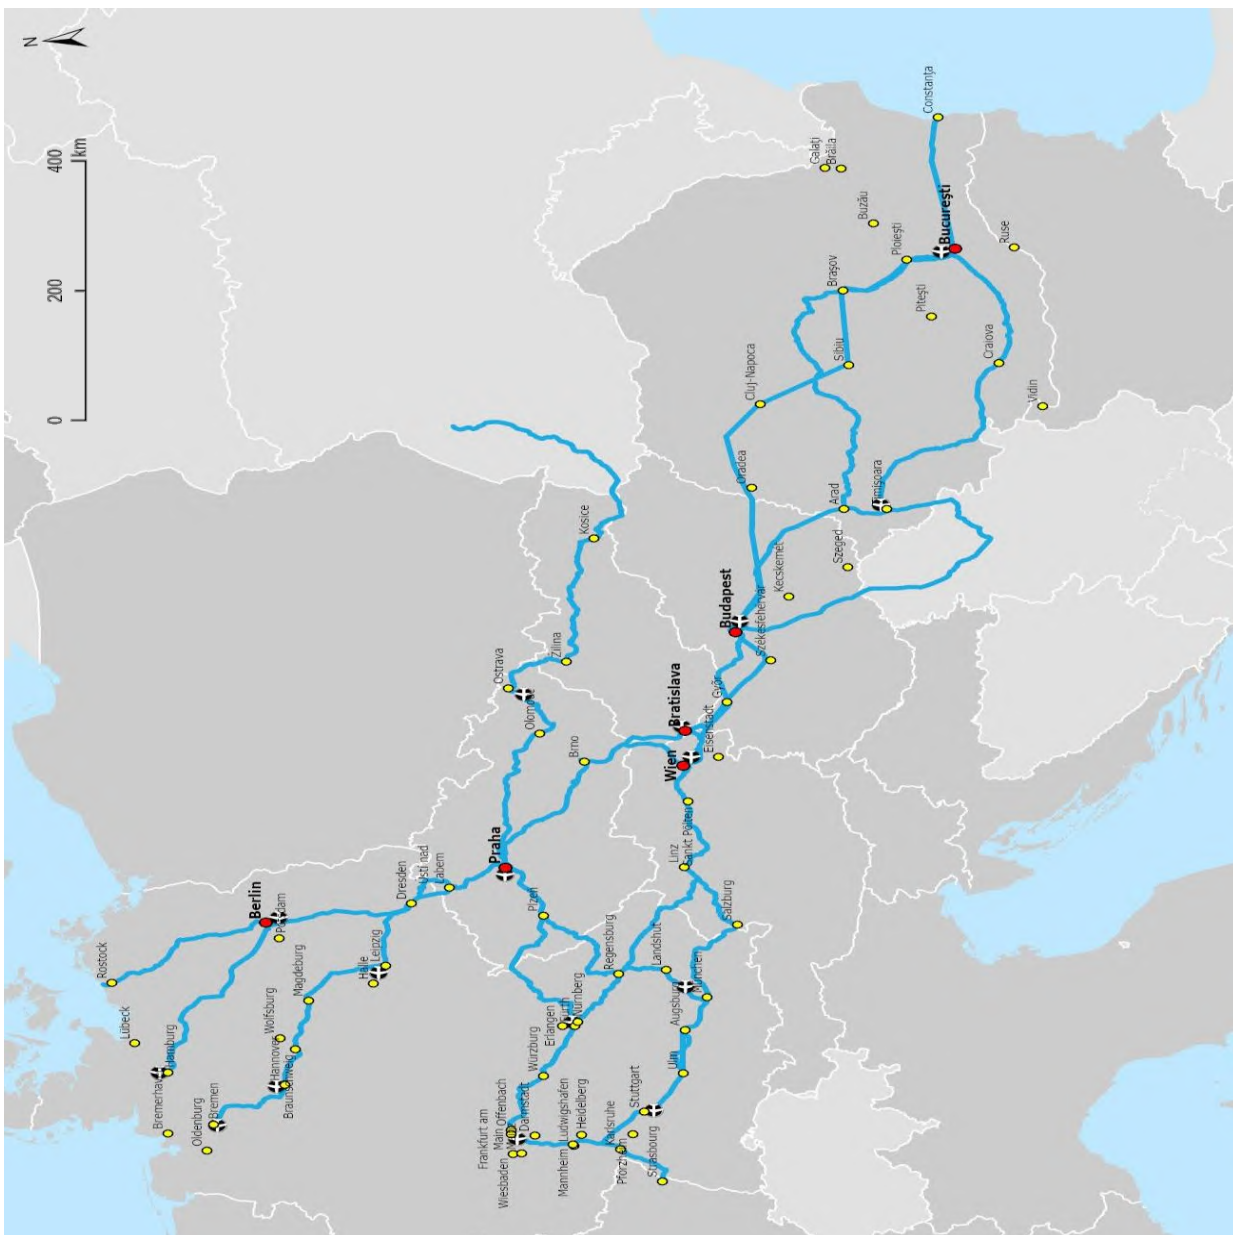 N
0
200
400
km
Rostock
Lübeck
Bremerhav
Hamburg
Oldenburg
Bremen
Berlin
Potsdam
Wolfsburg
Hannover
Braunschweig
Magdeburg
Halle
Leipzig
Dresden
Ústí nad
Labem
Praha
Plzeň
Ostrava
Olomouc
Žilina
Kosice
Brno
Frankfurt am
Main
Offenbach
Wiesbaden
Darmstadt
Würzburg
Erlangen
Fürth
Nürnberg
Mannheim
Ludwigshafen
Heidelberg
Regensburg
Karlsruhe
Pforzheim
Stuttgart
Strasbourg
Landshut
Ulm
Augsburg
München
Salzburg
Linz
Sankt Pölten
Wien
Bratislava
Eisenstadt
Győr
Budapest
Székesfehérvár
Kecskemét
Szeged
Oradea
Cluj-Napoca
Arad
Timișoara
Sibiu
Brașov
Galați
Brăila
Buzău
Ploiești
Pitești
București
Constanța
Craiova
Ruse
Vidin